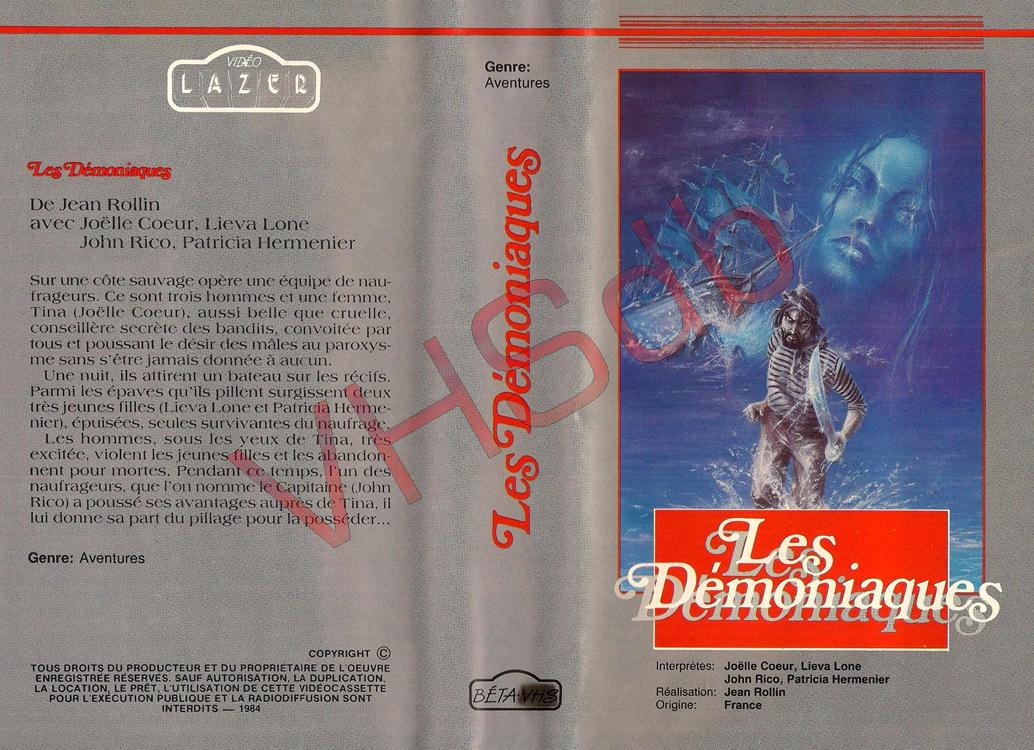 VIDÉO
LAZER
Les Démoniaques
De Jean Rollin
avec Joëlle Coeur, Lieva Lone
John Rico, Patricia Hermenier
Sur une côte sauvage opère une équipe de nau-
frageurs. Ce sont trois hommes et une femme,
Tina (Joëlle Coeur), aussi belle que cruelle,
conseillère secrète des bandits, convoitée par
tous et poussant le désir des mâles au paroxys-
me sans s'être jamais donnée à aucun.
Une nuit, ils attirent un bateau sur les récifs.
Parmi les épaves qu'ils pillent surgissent deux
très jeunes filles (Lieva Lone et Patricia Herme-
nier), épuisées, seules survivantes du naufrage.
Les hommes, sous les yeux de Tina, très
excitée, violent les jeunes filles et les abandon-
nent pour mortes. Pendant ce temps, l'un des
naufrageurs, que l'on nomme le Capitaine (John
Rico) a poussé ses avantages auprès de Tina, il
lui donne sa part du pillage pour la posséder...
Genre: Aventures
COPYRIGHT ©
TOUS DROITS DU PRODUCTEUR ET DU PROPRIÉTAIRE DE L'OEUVRE
ENREGISTRÉE RÉSERVÉS. SAUF AUTORISATION, LA DUPLICATION,
LA LOCATION, LE PRÊT, L'UTILISATION DE CETTE VIDÉOCASSETTE
POUR L'EXÉCUTION PUBLIQUE ET LA RADIODIFFUSION SONT
INTERDITS — 1984
Genre:
Aventures
Les Démoniaques
BÉTA-VHS
VHSdb
Les
Démoniaques
Interprètes: Joëlle Coeur, Lieva Lone
John Rico, Patricia Hermenier
Réalisation: Jean Rollin
Origine: France